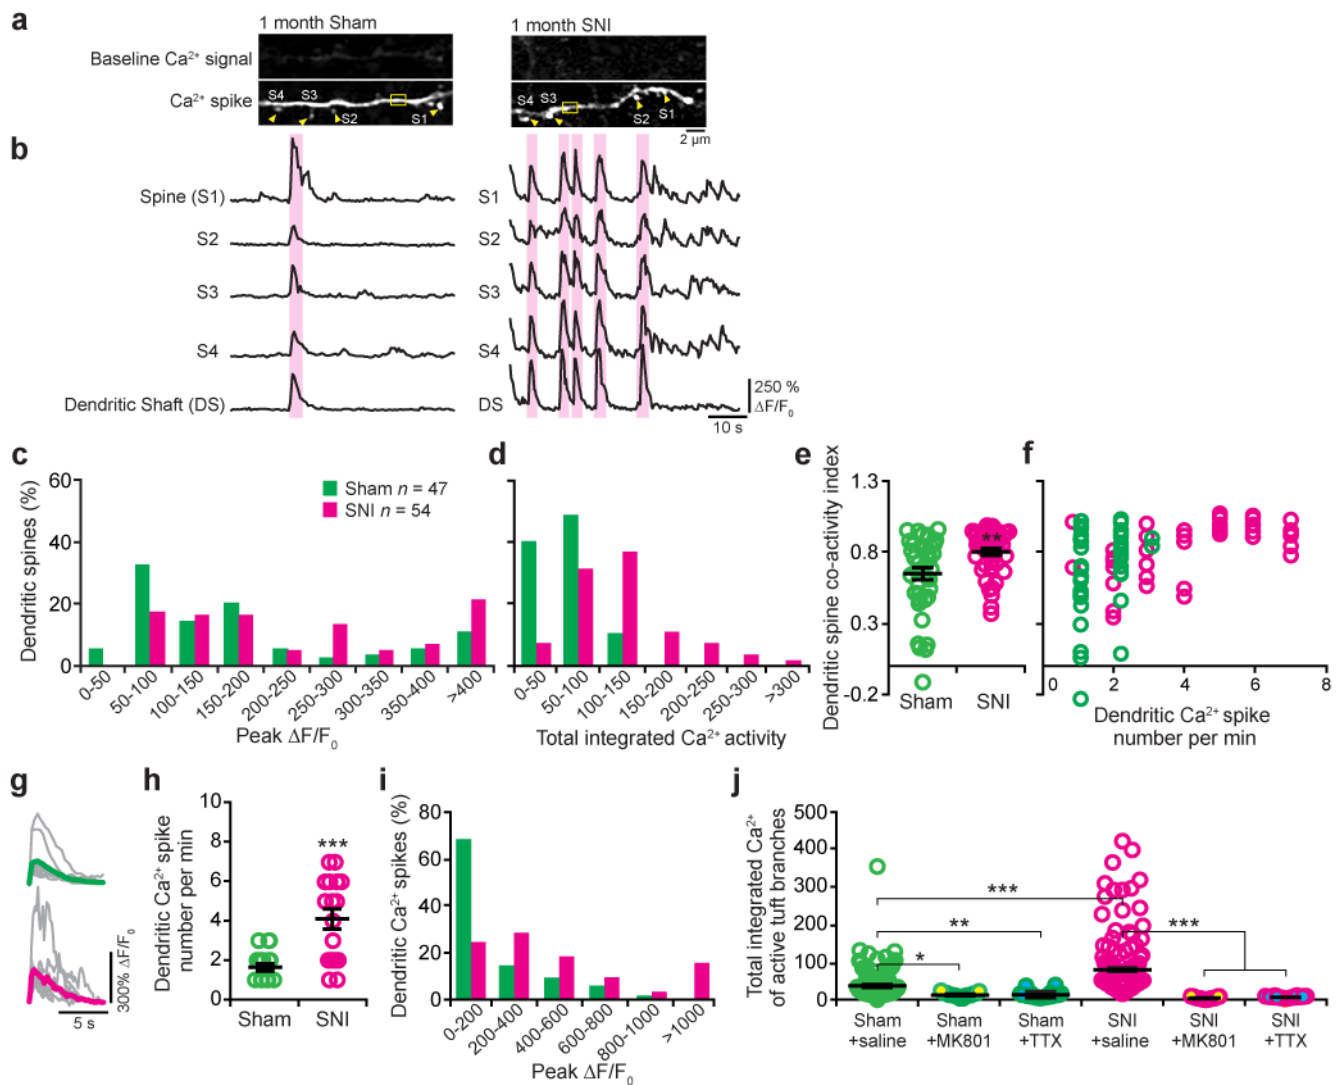 a
1 month Sham
1 month SNI
Baseline Ca²⁺ signal
Ca²⁺ spike
S4
S3
S2
S1
S4
S3
S2
S1
2 µm
b
Spine (S1)
S2
S3
S4
Dendritic Shaft (DS)
S1
S2
S3
S4
DS
250 %
ΔF/F₀
10 s
c
Dendritic spines (%)
60
40
20
0
Sham n = 47
SNI n = 54
0-50
50-100
100-150
150-200
200-250
250-300
300-350
350-400
>400
Peak ΔF/F₀
d
0-50
50-100
100-150
150-200
200-250
250-300
>300
Total integrated Ca²⁺ activity
e
Dendritic spine co-activity index
1.3
0.8
0.3
-0.2
**
Sham
SNI
f
0
2
4
6
8
Dendritic Ca²⁺ spike
number per min
g
300% ΔF/F₀
5 s
h
Dendritic Ca²⁺ spike
number per min
10
8
6
4
2
0
***
Sham
SNI
i
Dendritic Ca²⁺ spikes (%)
80
60
40
20
0
0-200
200-400
400-600
600-800
800-1000
>1000
Peak ΔF/F₀
j
Total integrated Ca²⁺
of active tuft branches
500
400
300
200
100
0
***
**
*
***
Sham
+saline
Sham
+MK801
Sham
+TTX
SNI
+saline
SNI
+MK801
SNI
+TTX